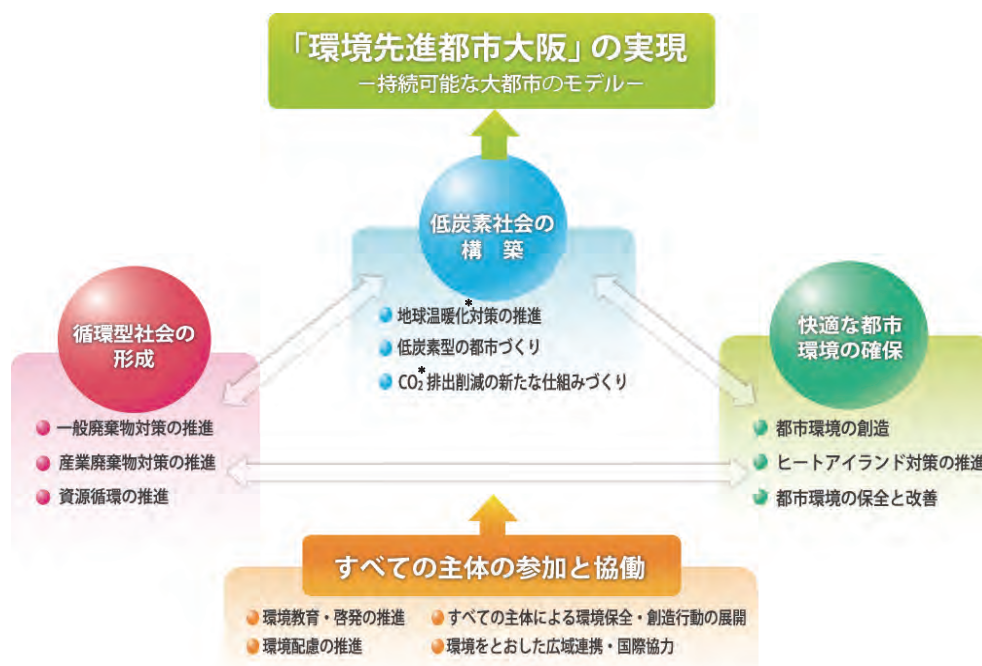 「環境先進都市大阪」の実現
－持続可能な大都市のモデル－
低炭素社会の
構 築
地球温暖化*対策の推進
低炭素型の都市づくり
CO₂*排出削減の新たな仕組みづくり
循環型社会の
形成
一般廃棄物対策の推進
産業廃棄物対策の推進
資源循環の推進
快適な都市
環境の確保
都市環境の創造
ヒートアイランド対策の推進
都市環境の保全と改善
すべての主体の参加と協働
環境教育・啓発の推進
すべての主体による環境保全・創造行動の展開
環境配慮の推進
環境をとおした広域連携・国際協力